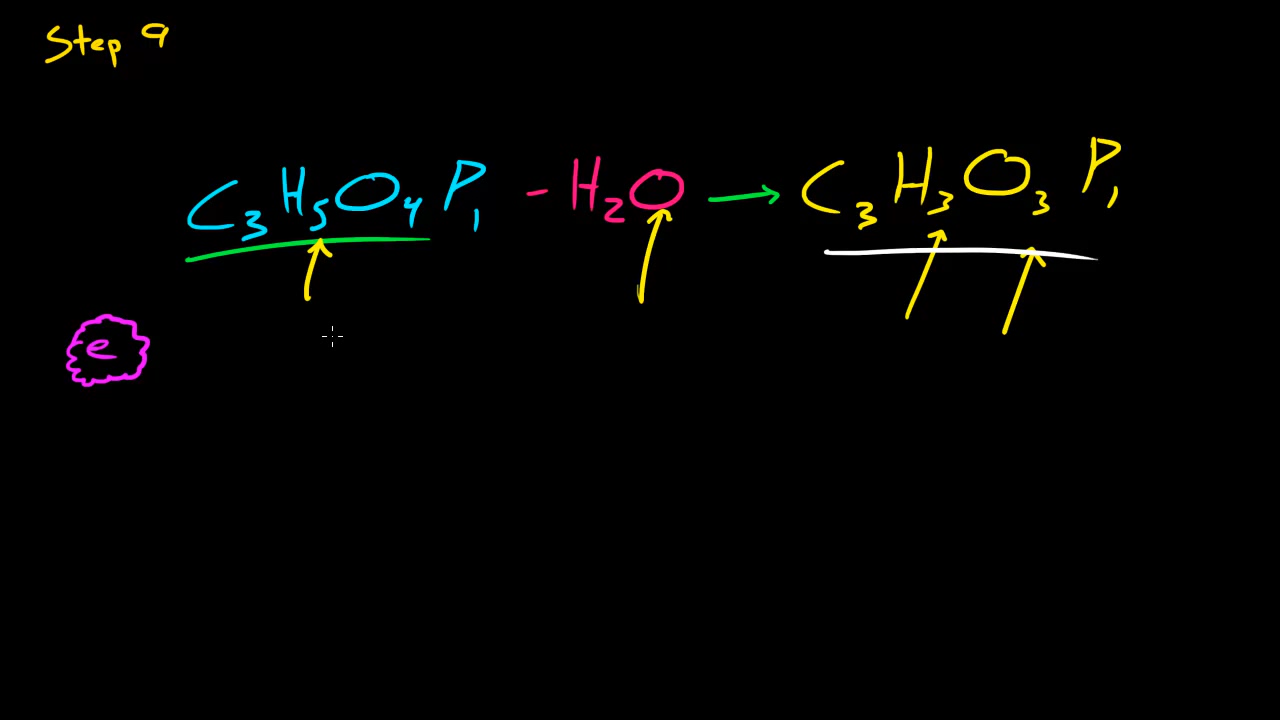 Step 9
C₃H₅O₄P₁ - H₂O → C₃H₃O₃P₁
e